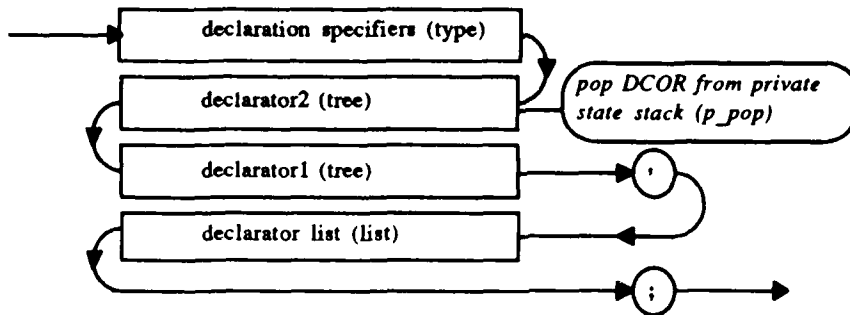 declaration specifiers (type)
declarator2 (tree)
pop DCOR from private
state stack (p_pop)
declarator1 (tree)
,
declarator list (list)
;